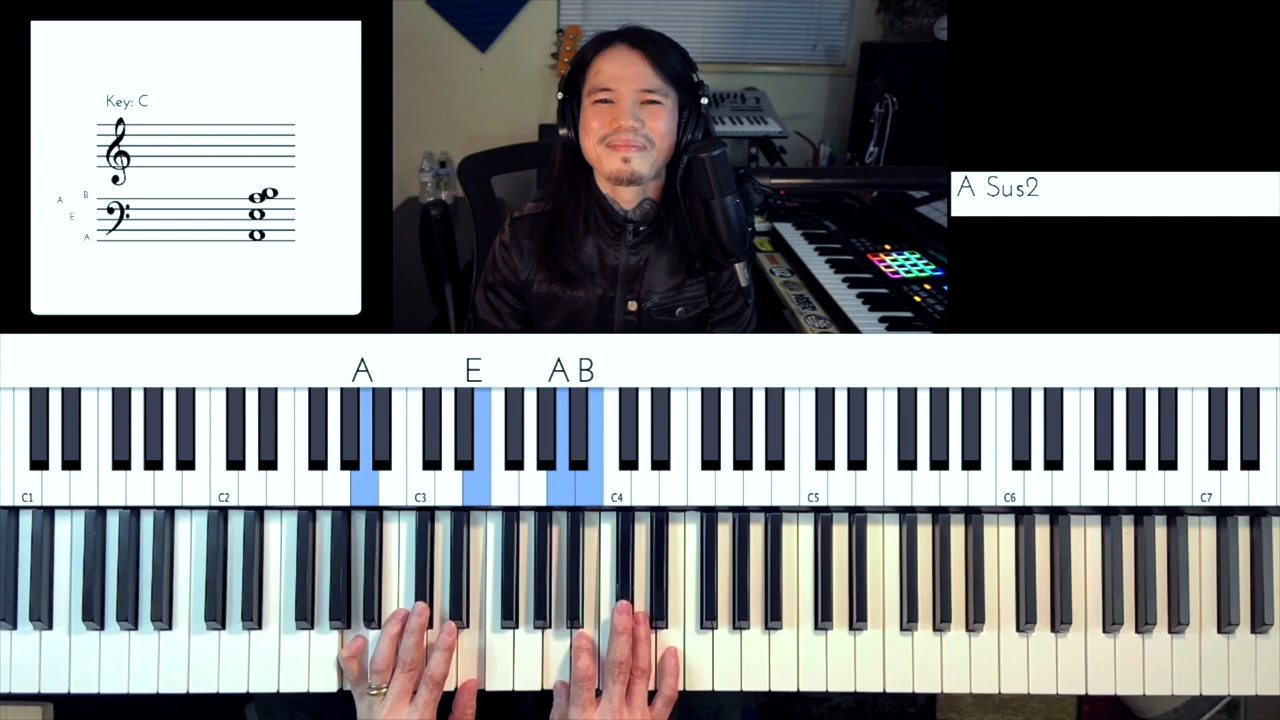 Key: C
B
A
E
A
A Sus2
A E A B
C1 C2 C3 C4 C5 C6 C7